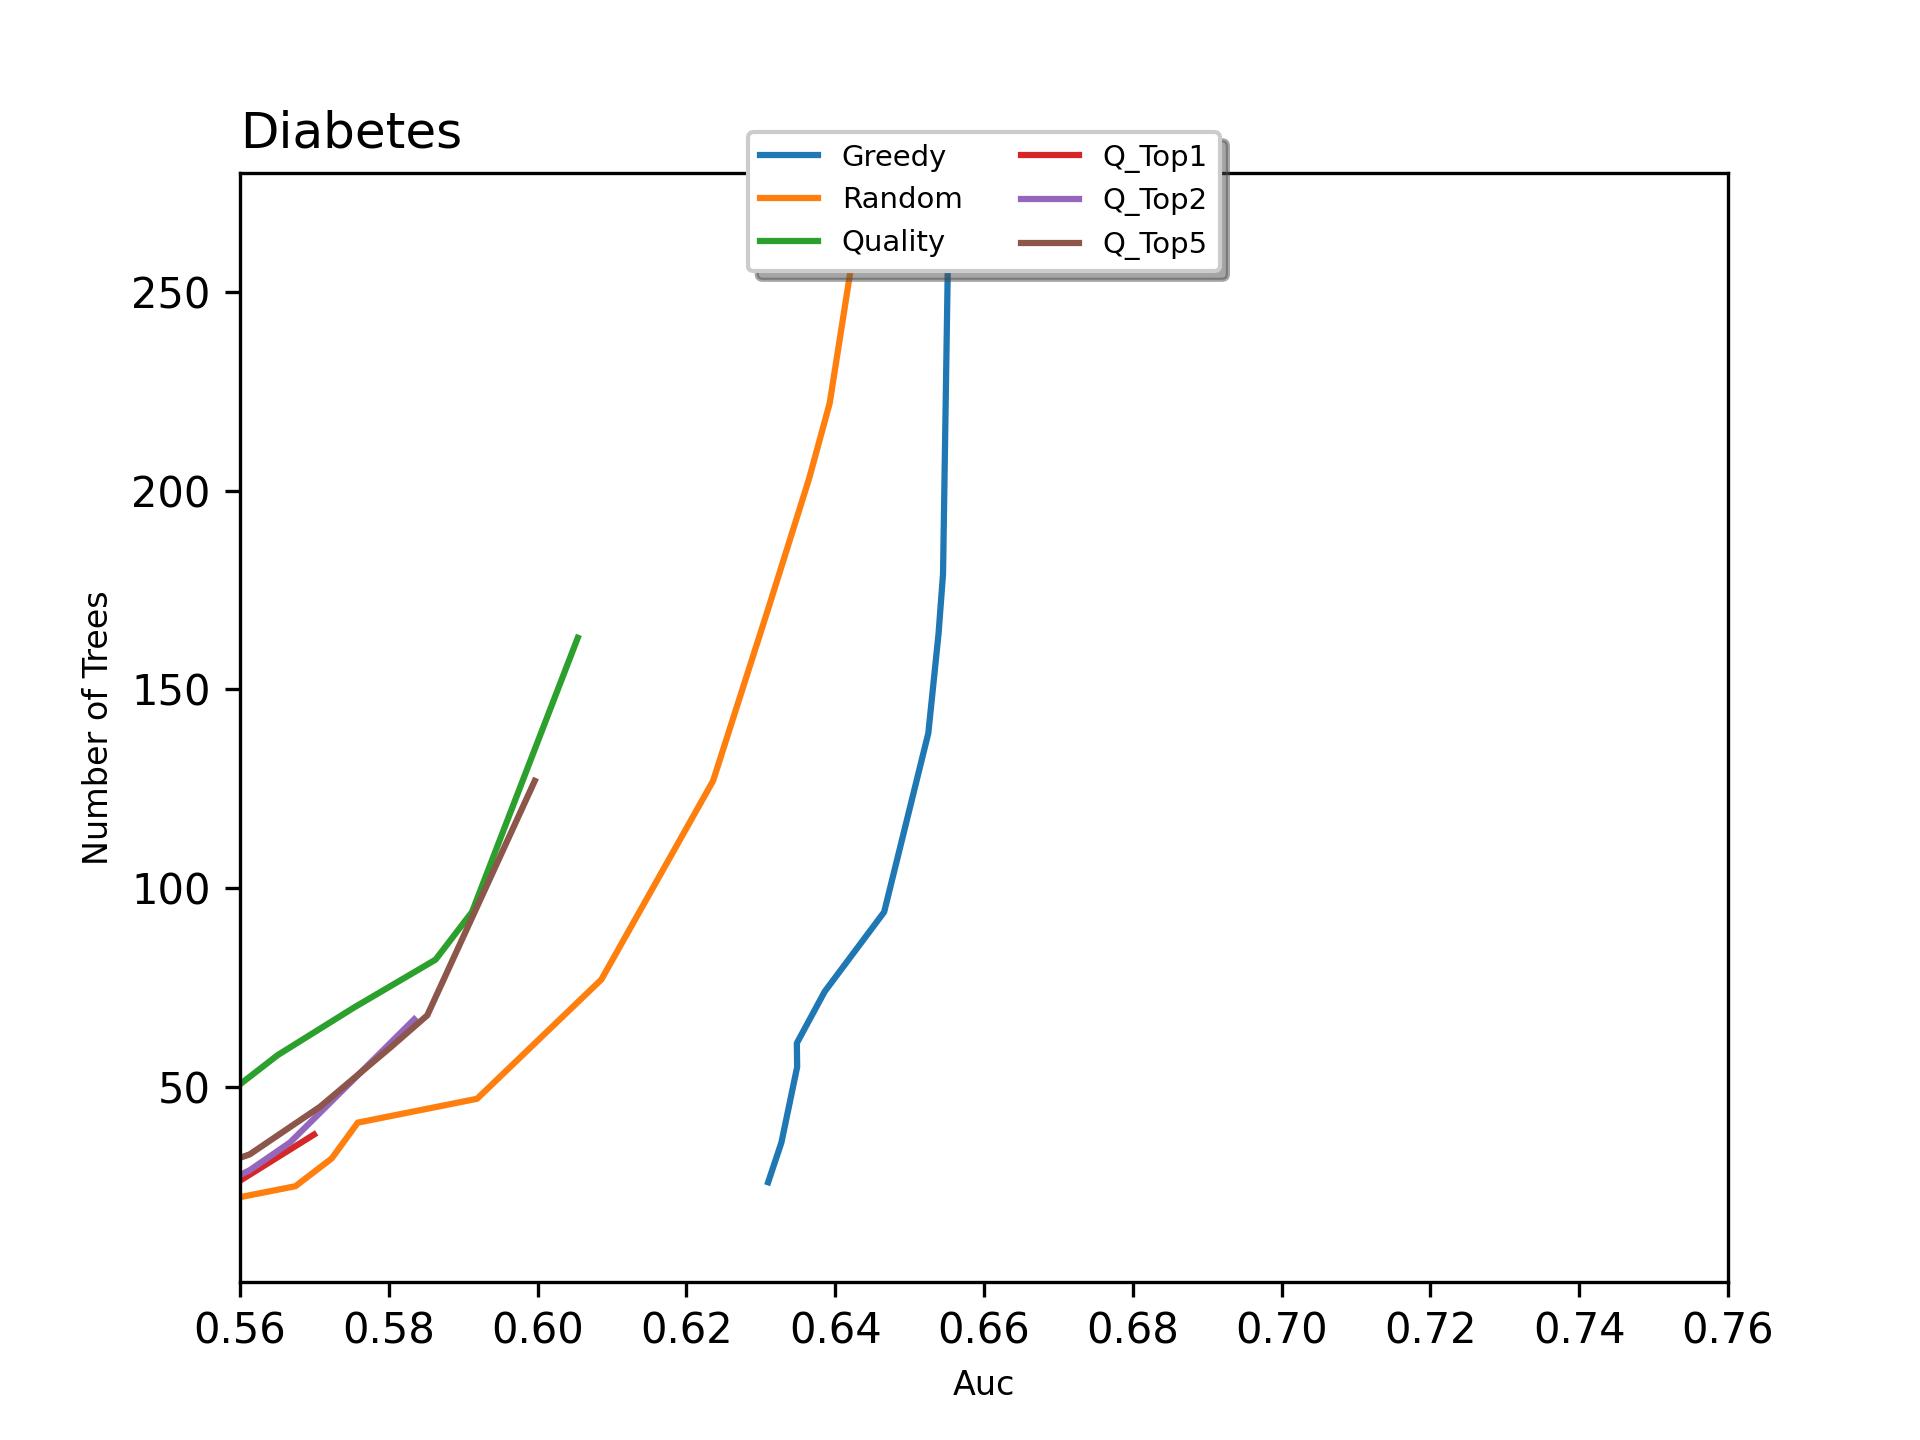 Diabetes
Greedy
Random
Quality
Q_Top1
Q_Top2
Q_Top5
250
200
150
100
50
Number of Trees
0.56 0.58 0.60 0.62 0.64 0.66 0.68 0.70 0.72 0.74 0.76
Auc